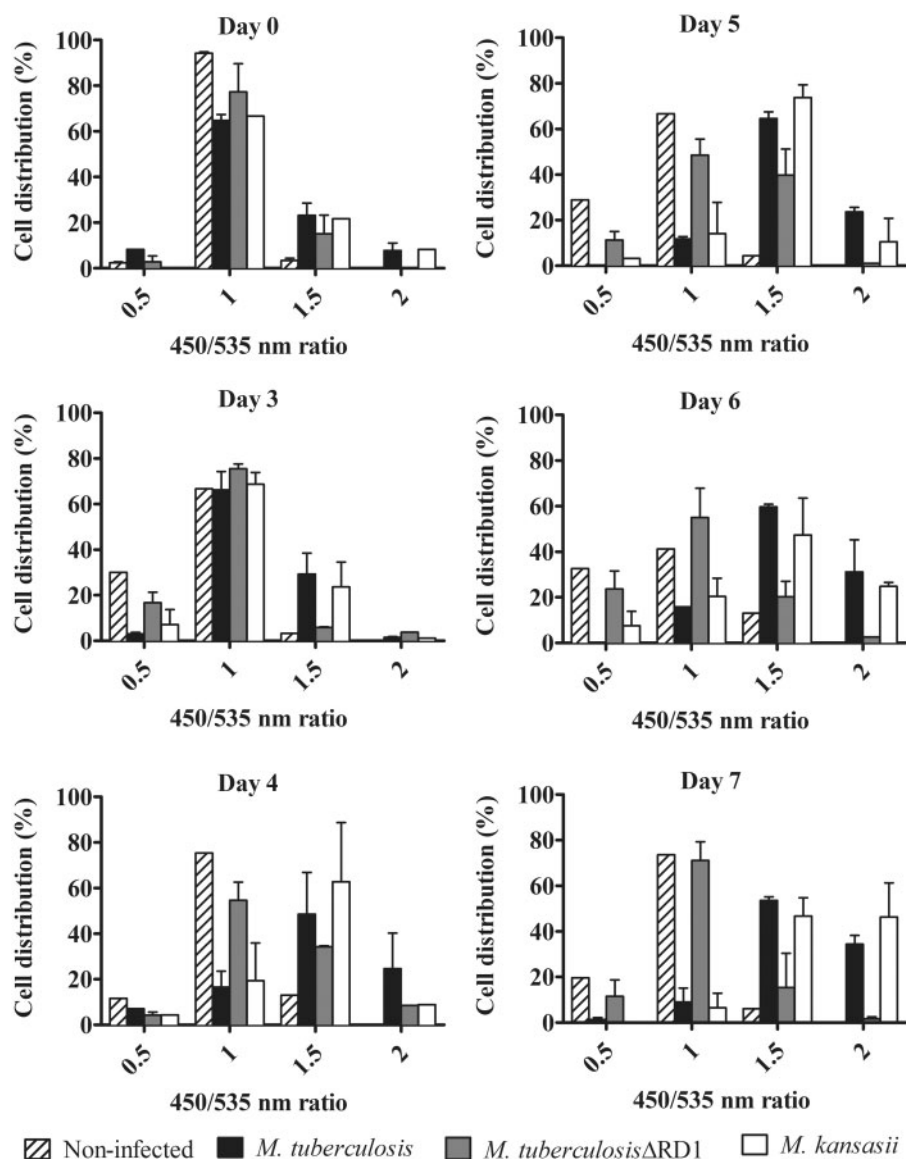 Day 0
Cell distribution (%)
100
80
60
40
20
0
0.5 1 1.5 2
450/535 nm ratio
Day 5
Cell distribution (%)
100
80
60
40
20
0
0.5 1 1.5 2
450/535 nm ratio
Day 3
Cell distribution (%)
100
80
60
40
20
0
0.5 1 1.5 2
450/535 nm ratio
Day 6
Cell distribution (%)
100
80
60
40
20
0
0.5 1 1.5 2
450/535 nm ratio
Day 4
Cell distribution (%)
100
80
60
40
20
0
0.5 1 1.5 2
450/535 nm ratio
Day 7
Cell distribution (%)
100
80
60
40
20
0
0.5 1 1.5 2
450/535 nm ratio
Non-infected M. tuberculosis M. tuberculosisΔRD1 M. kansasii